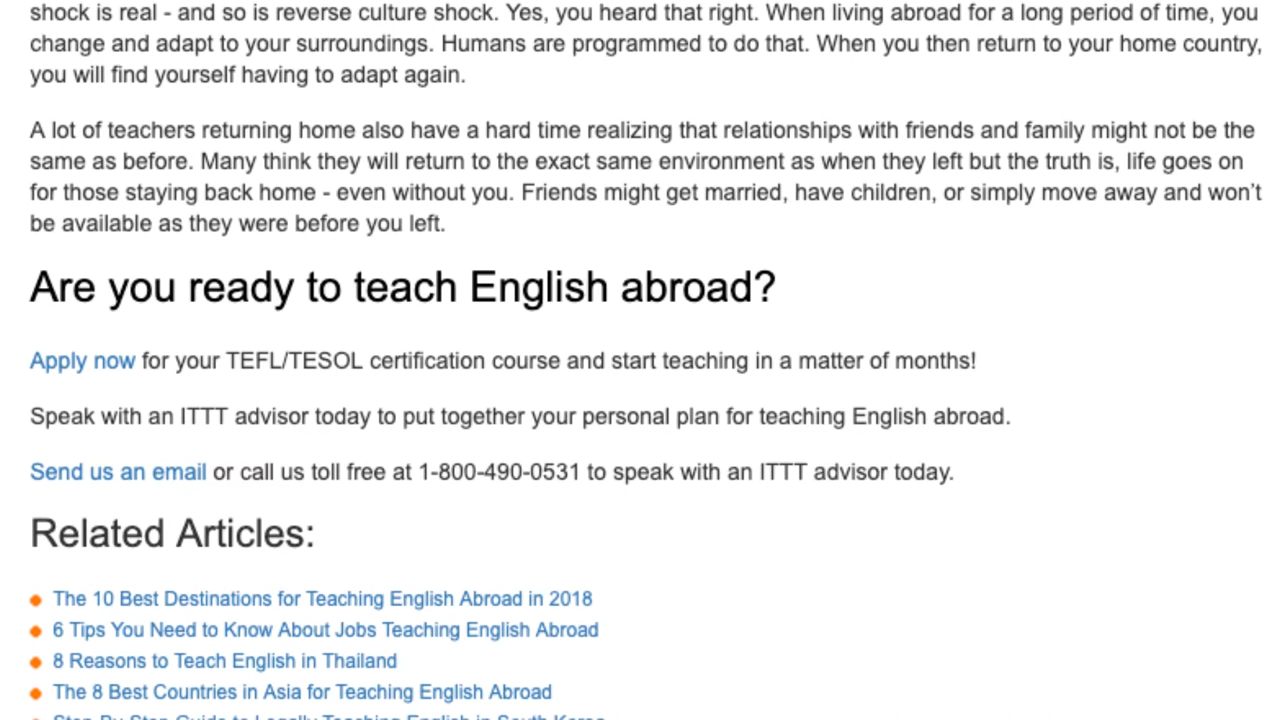 shock is real - and so is reverse culture shock. Yes, you heard that right. When living abroad for a long period of time, you
change and adapt to your surroundings. Humans are programmed to do that. When you then return to your home country,
you will find yourself having to adapt again.
A lot of teachers returning home also have a hard time realizing that relationships with friends and family might not be the
same as before. Many think they will return to the exact same environment as when they left but the truth is, life goes on
for those staying back home - even without you. Friends might get married, have children, or simply move away and won’t
be available as they were before you left.
Are you ready to teach English abroad?
Apply now for your TEFL/TESOL certification course and start teaching in a matter of months!
Speak with an ITTT advisor today to put together your personal plan for teaching English abroad.
Send us an email or call us toll free at 1-800-490-0531 to speak with an ITTT advisor today.
Related Articles:
The 10 Best Destinations for Teaching English Abroad in 2018
6 Tips You Need to Know About Jobs Teaching English Abroad
8 Reasons to Teach English in Thailand
The 8 Best Countries in Asia for Teaching English Abroad
Step-By-Step Guide to Legally Teaching English in South Korea